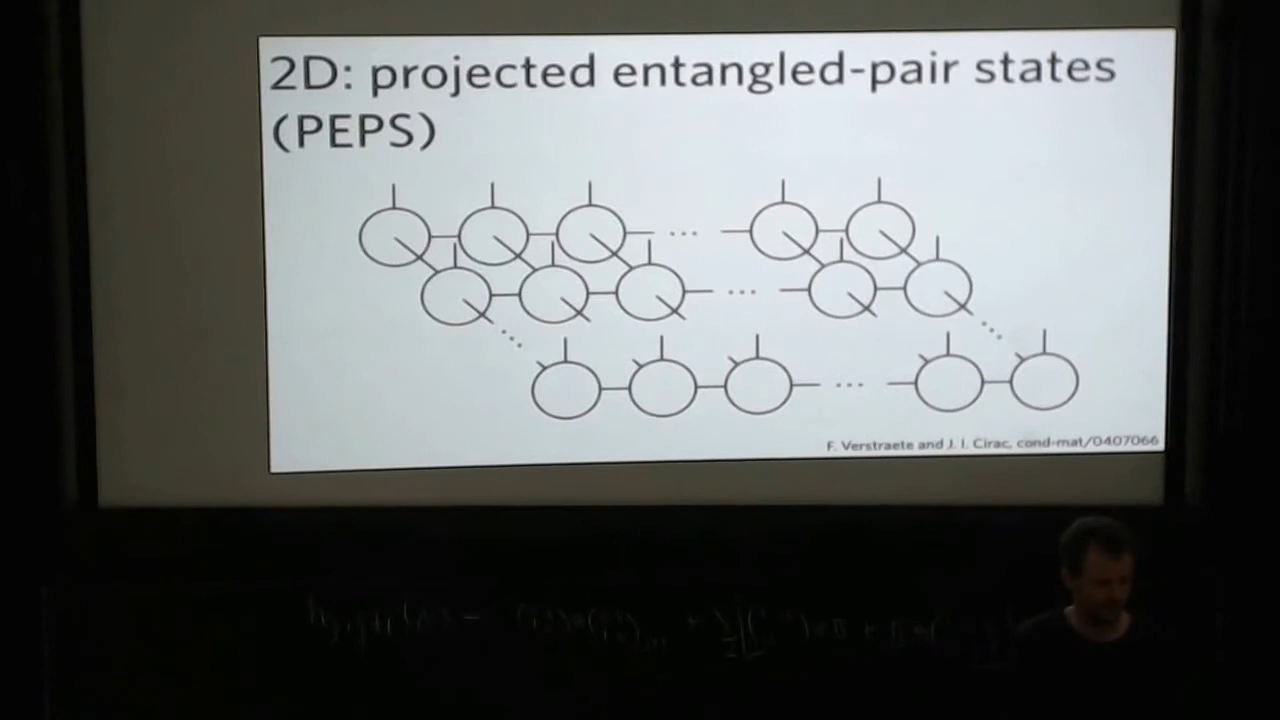 2D: projected entangled-pair states
(PEPS)
...
...
F. Verstraete and J. I. Cirac, cond-mat/0407066